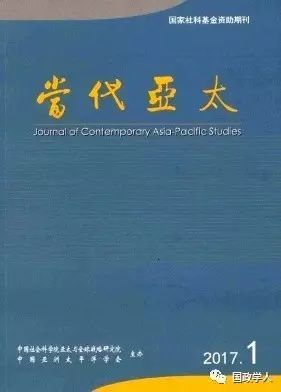 国家社科基金资助期刊
當代亞太
Journal of Contemporary Asia-Pacific Studies
中国社会科学院亚太与全球战略研究院
中国亚洲太平洋学会
主办
2017.1
国政学人